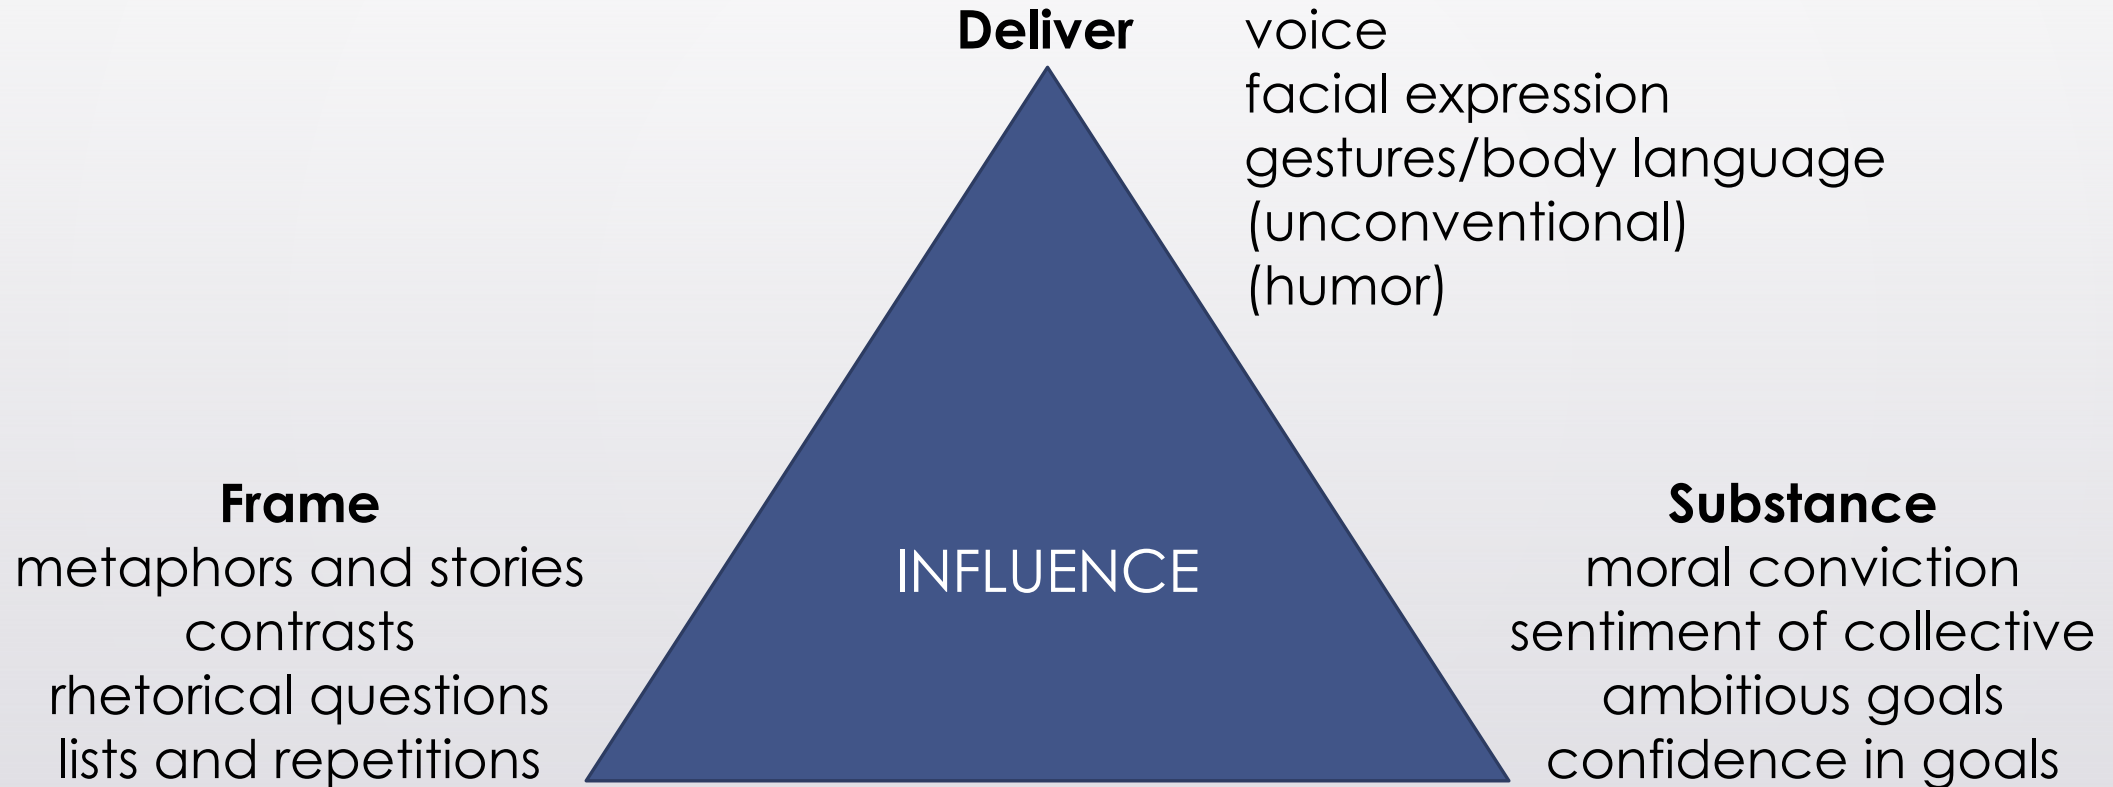 Deliver
voice
facial expression
gestures/body language
(unconventional)
(humor)
Frame
metaphors and stories
contrasts
rhetorical questions
lists and repetitions
INFLUENCE
Substance
moral conviction
sentiment of collective
ambitious goals
confidence in goals